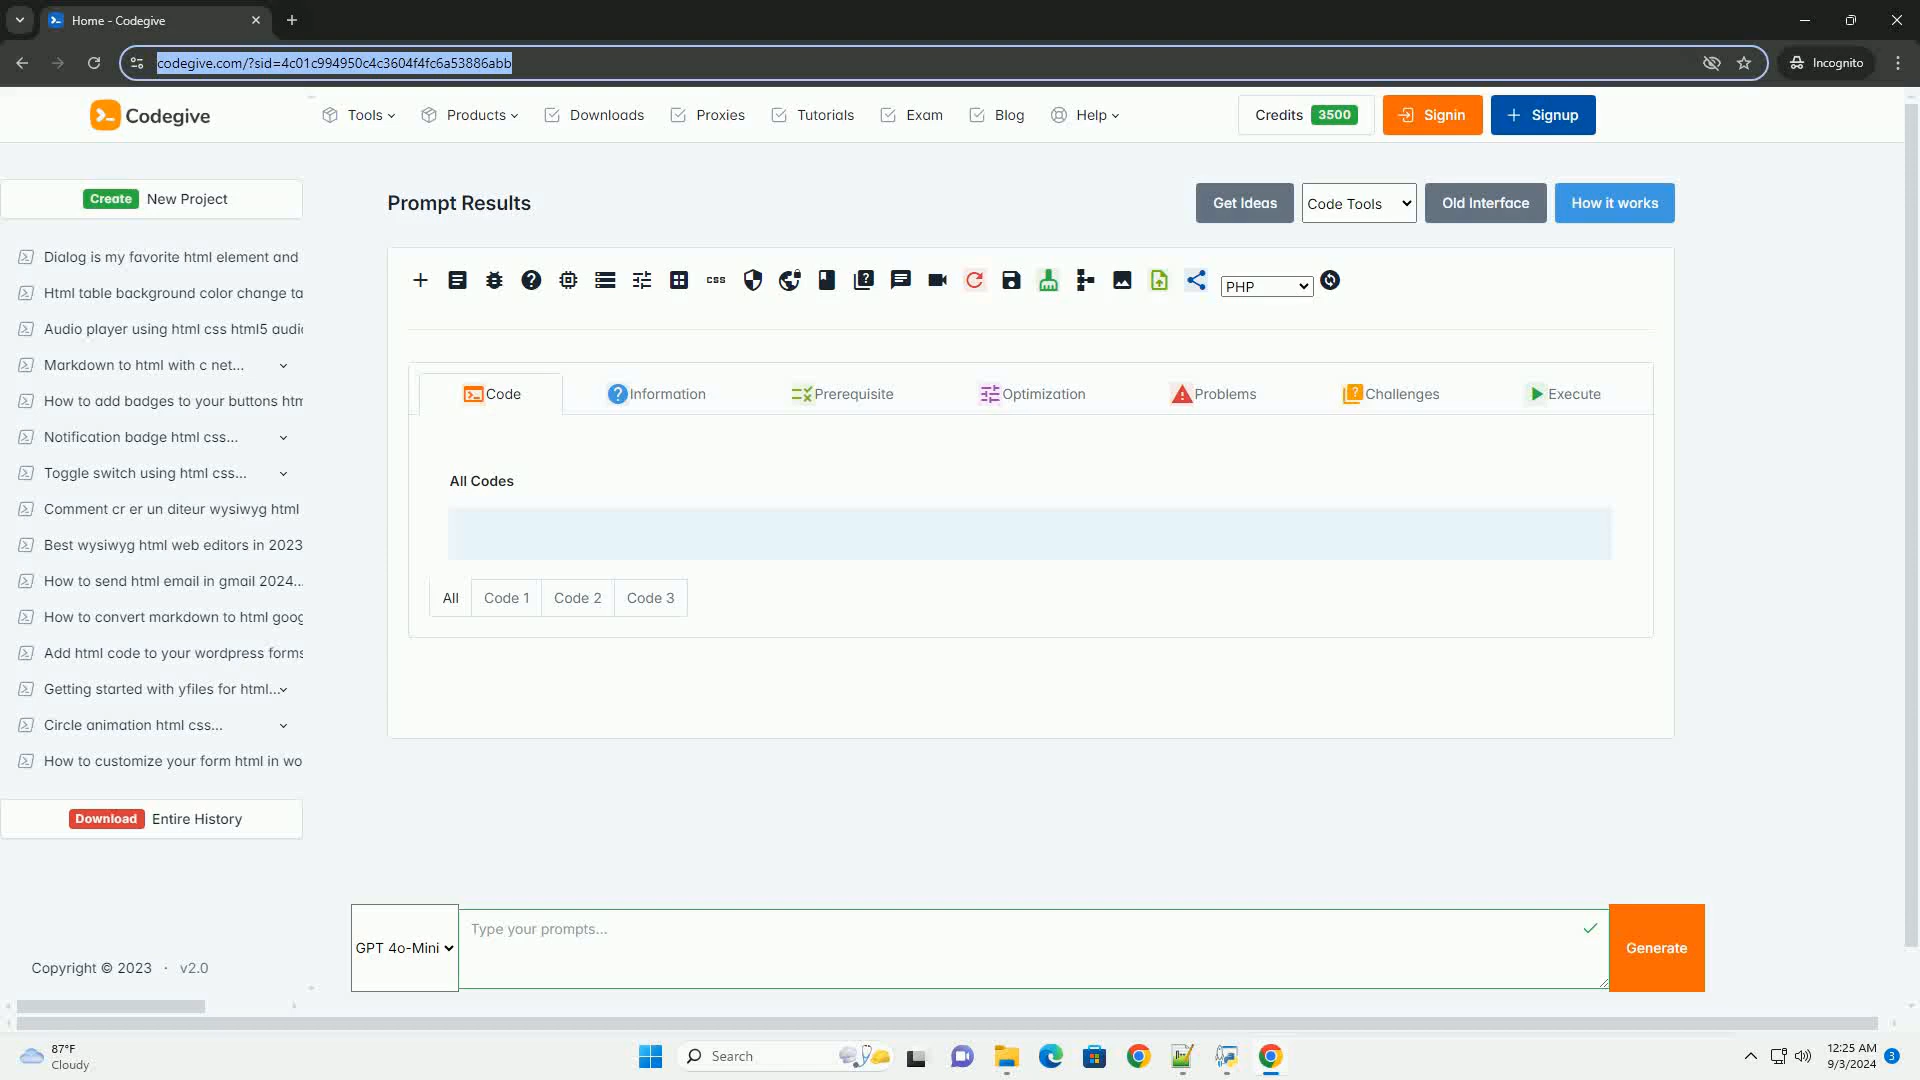 Home - Codegive
codegive.com/?sid=4c01c994950c4c3604f4fc6a53886abb
Incognito
Codegive
Tools
Products
Downloads
Proxies
Tutorials
Exam
Blog
Help
Credits 3500
Signin
Signup
Create New Project
Dialog is my favorite html element and
Html table background color change ta
Audio player using html css html5 audio
Markdown to html with c net...
How to add badges to your buttons htm
Notification badge html css...
Toggle switch using html css...
Comment cr er un diteur wysiwyg html
Best wysiwyg html web editors in 2023
How to send html email in gmail 2024...
How to convert markdown to html goog
Add html code to your wordpress forms
Getting started with yfiles for html...
Circle animation html css...
How to customize your form html in wo
Download Entire History
Copyright © 2023 · v2.0
Prompt Results
Get Ideas
Code Tools
Old Interface
How it works
css
PHP
Code
Information
Prerequisite
Optimization
Problems
Challenges
Execute
All Codes
All
Code 1
Code 2
Code 3
GPT 4o-Mini
Type your prompts...
Generate
87°F
Cloudy
Search
12:25 AM
9/3/2024
3